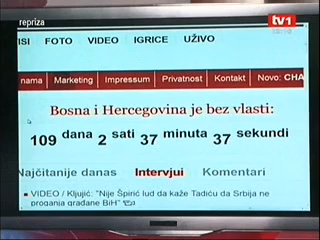 repriza
tv1
ISI FOTO VIDEO IGRICE UŽIVO
nama Marketing Impressum Privatnost Kontakt Novo: CHA
Bosna i Hercegovina je bez vlasti:
109 dana 2 sati 37 minuta 37 sekundi
Najčitanije danas Intervjui Komentari
VIDEO / Kljujić: "Nije Špirić lud da kaže Tadiću da Srbija ne
progania građane BiH"